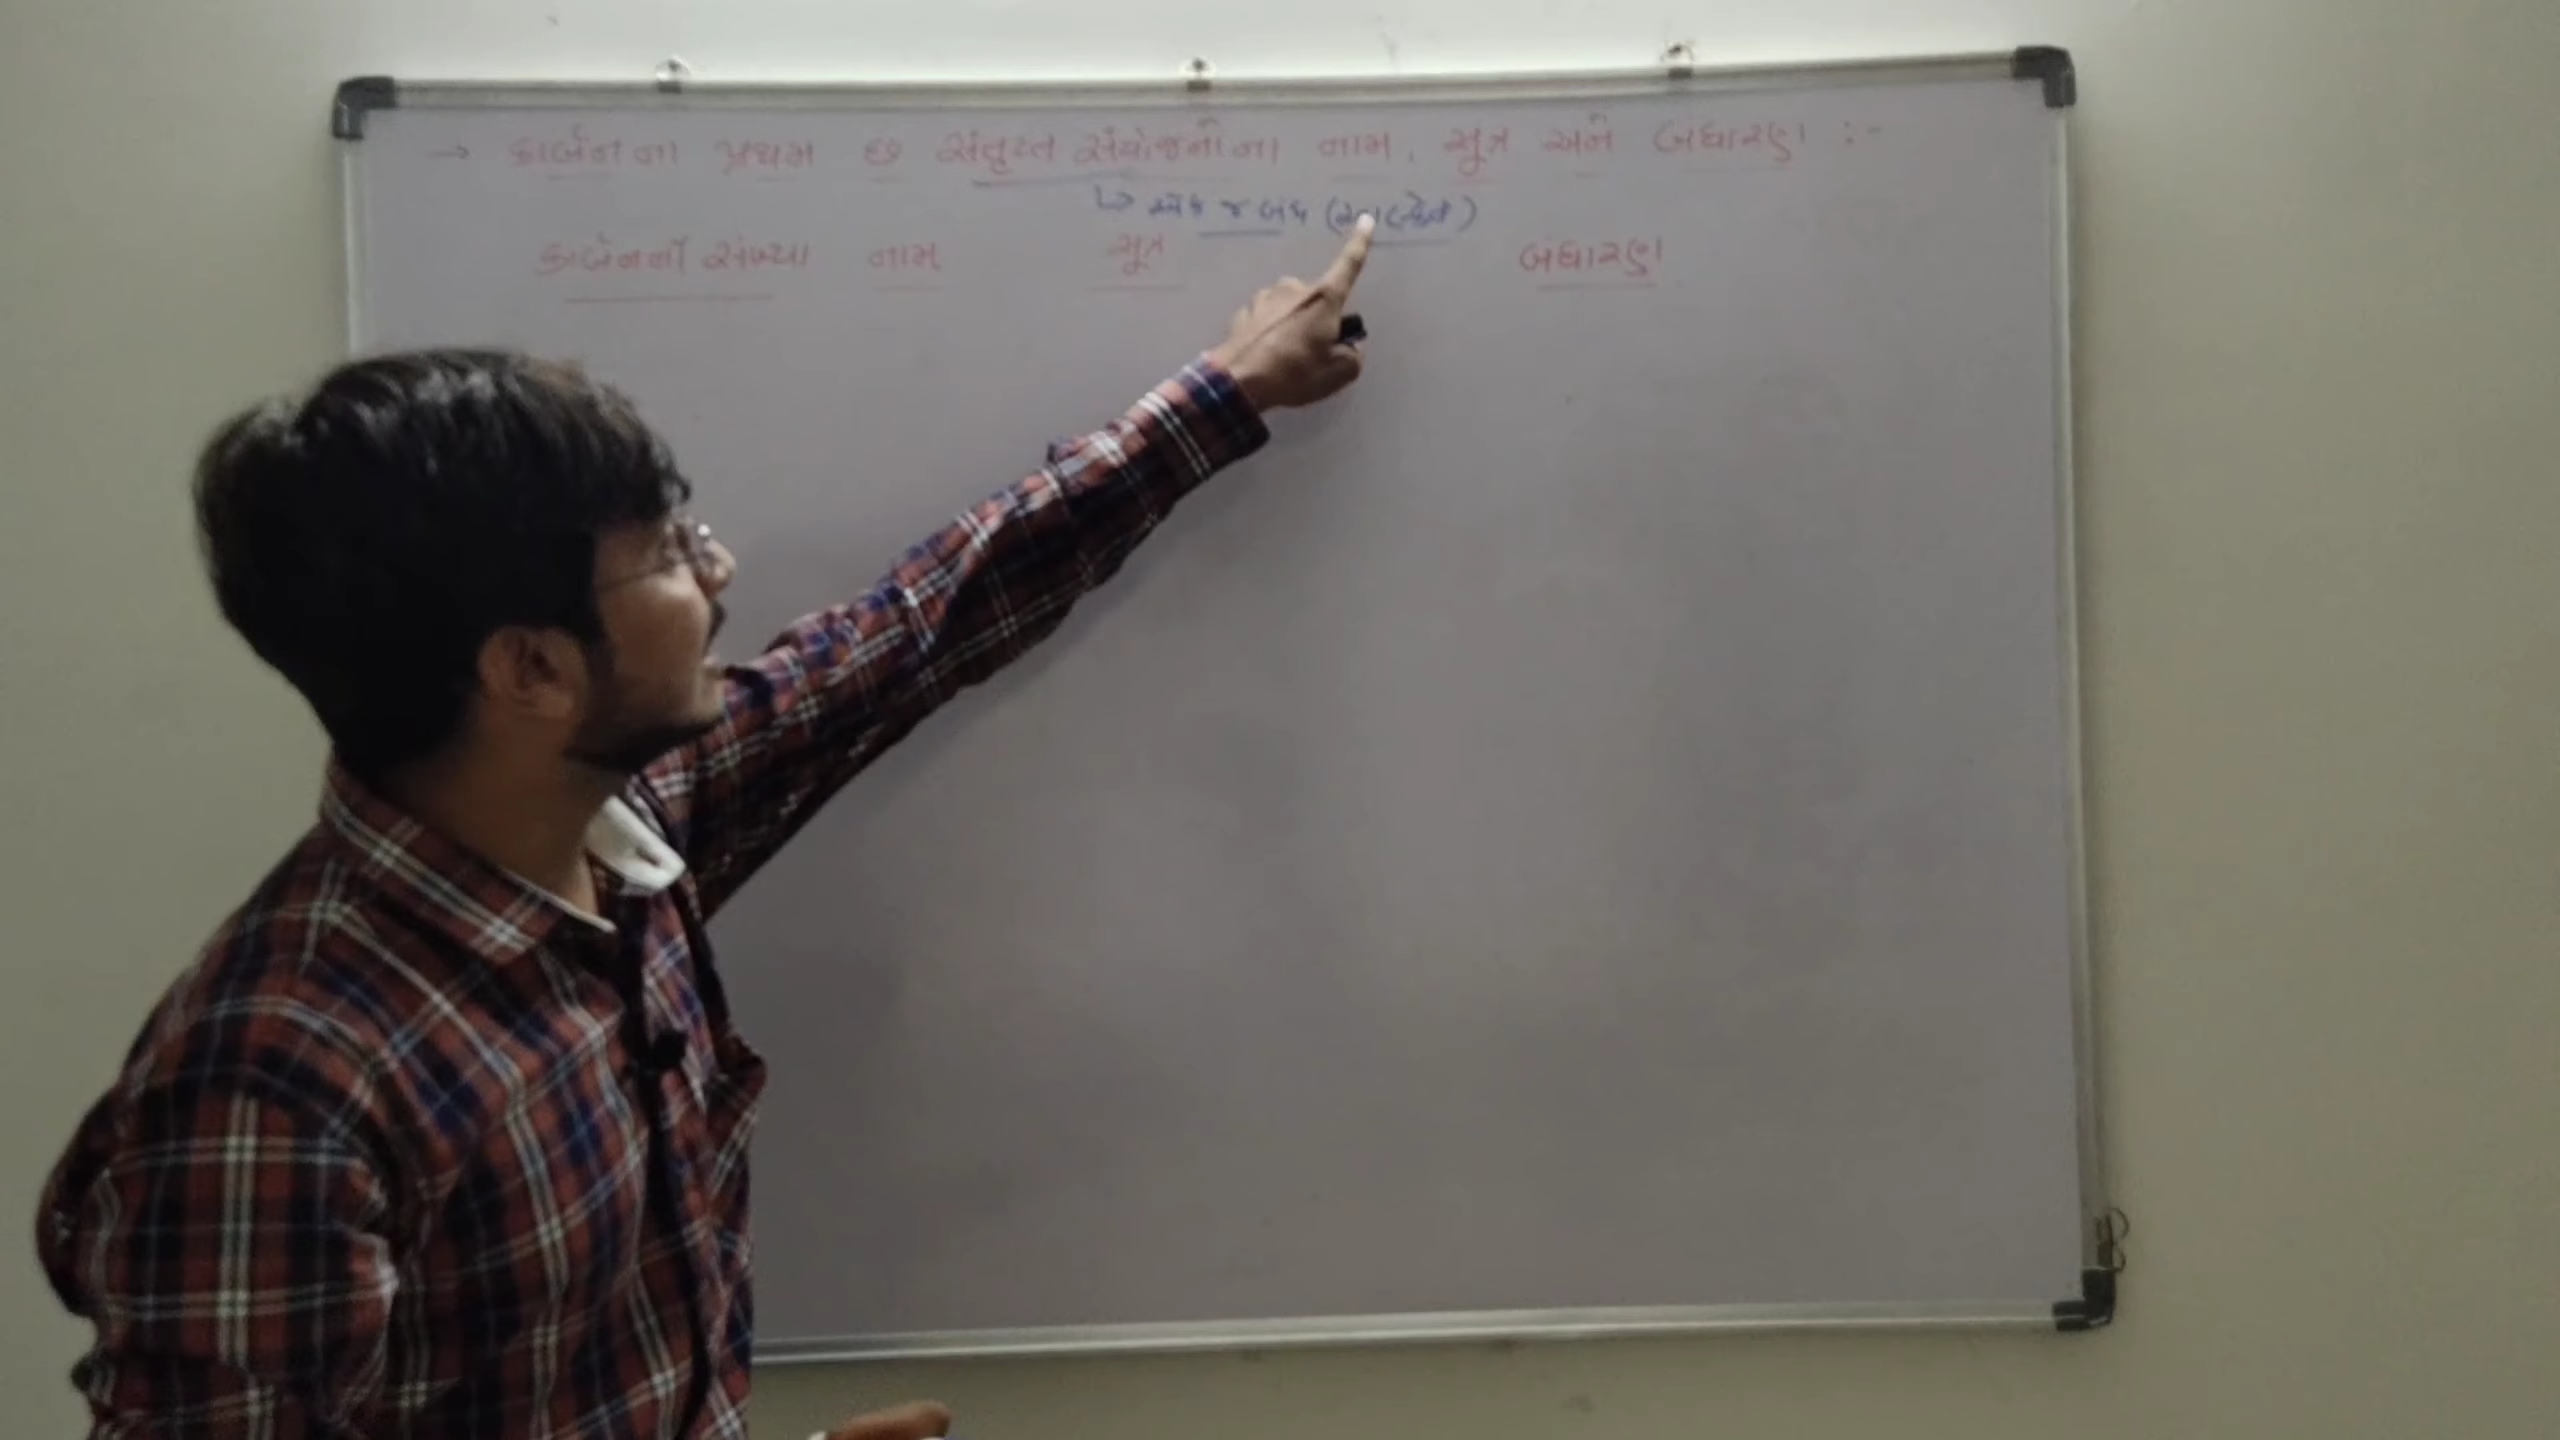 → કાર્બનના પ્રથમ છ સંતૃપ્ત સંયોજનોના નામ, સૂત્ર અને બંધારણ :-
↳ એક જ બંધ (આલ્કેન)
કાર્બનની સંખ્યા નામ સૂત્ર બંધારણ